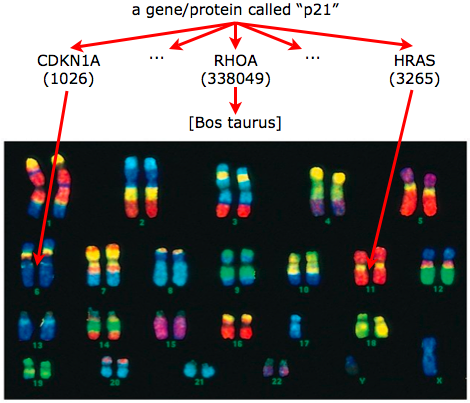 a gene/protein called “p21”
CDKN1A ... RHOA ... HRAS
(1026) (338049) (3265)
[Bos taurus]
1 2 3 4 5
6 7 8 9 10 11 12
13 14 15 16 17 18
19 20 21 22 Y X